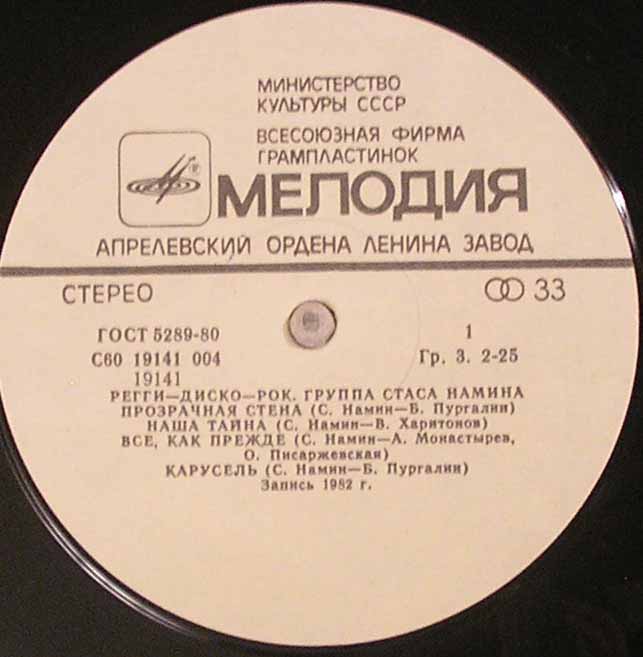 МИНИСТЕРСТВО
КУЛЬТУРЫ СССР
ВСЕСОЮЗНАЯ ФИРМА
ГРАМПЛАСТИНОК
МЕЛОДИЯ
АПРЕЛЕВСКИЙ ОРДЕНА ЛЕНИНА ЗАВОД
СТЕРЕО
33
ГОСТ 5289-80
1
С60 19141 004
Гр. 3. 2-25
19141
РЕГГИ—ДИСКО—РОК. ГРУППА СТАСА НАМИНА
ПРОЗРАЧНАЯ СТЕНА (С. Намин—Б. Пургалин)
НАША ТАЙНА (С. Намин—В. Харитонов)
ВСЕ, КАК ПРЕЖДЕ (С. Намин—А. Монастырев,
О. Писаржевская)
КАРУСЕЛЬ (С. Намин—Б. Пургалин)
Запись 1982 г.